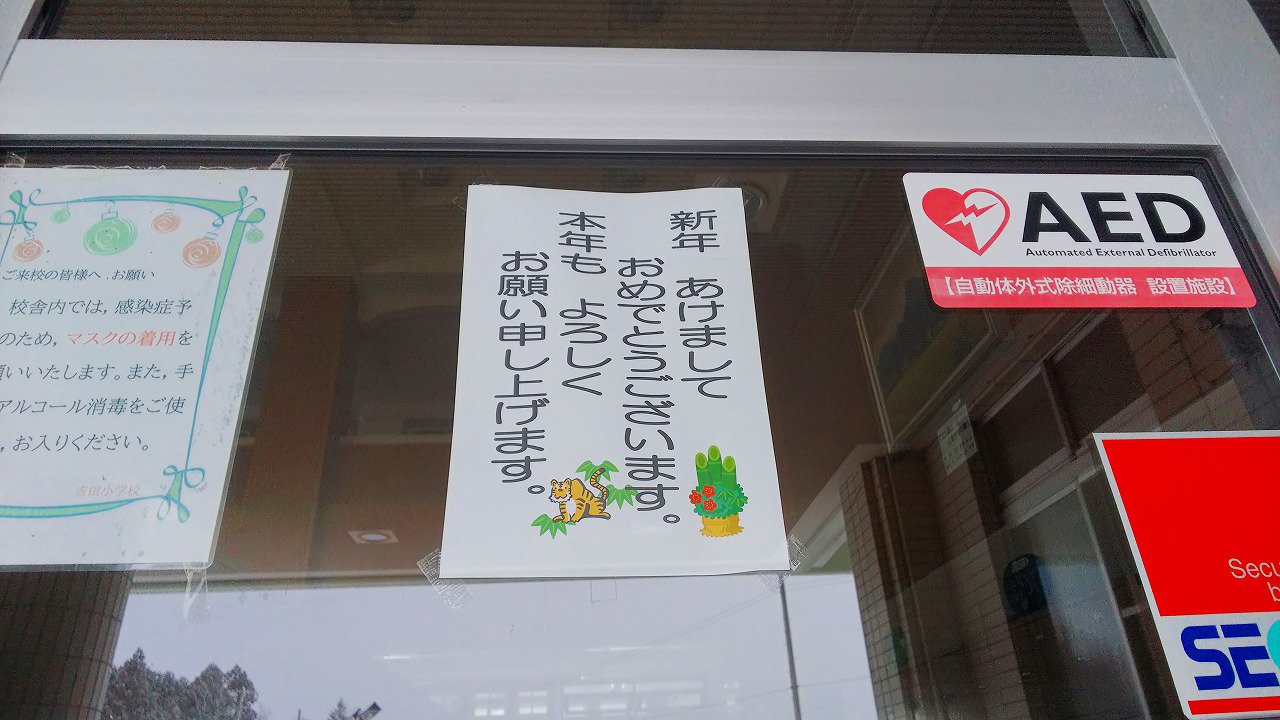 ご来校の皆様へ お願い
校舎内では,感染症予
のため,マスクの着用を
願いいたします。また,手
アルコール消毒をご使
,お入りください。
吉田小学校
新年 あけまして
おめでとうございます。
本年も よろしく
お願い申し上げます。
AED
Automated External Defibrillator
【自動体外式除細動器 設置施設】
Secu
b
SE